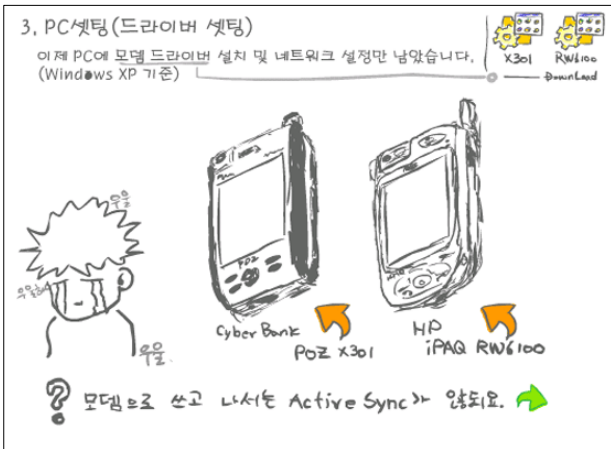 3. PC셋팅(드라이버 셋팅)
이제 PC에 모뎀 드라이버 설치 및 네트워크 설정만 남았습니다.
(Windows XP 기준)
X301
RW6100
Download
우울
우울해
우울.
POZ
Cyber Bank
POZ X301
HP
iPAQ RW6100
? 모뎀으로 쓰고 나서는 Active Sync가 않되요.